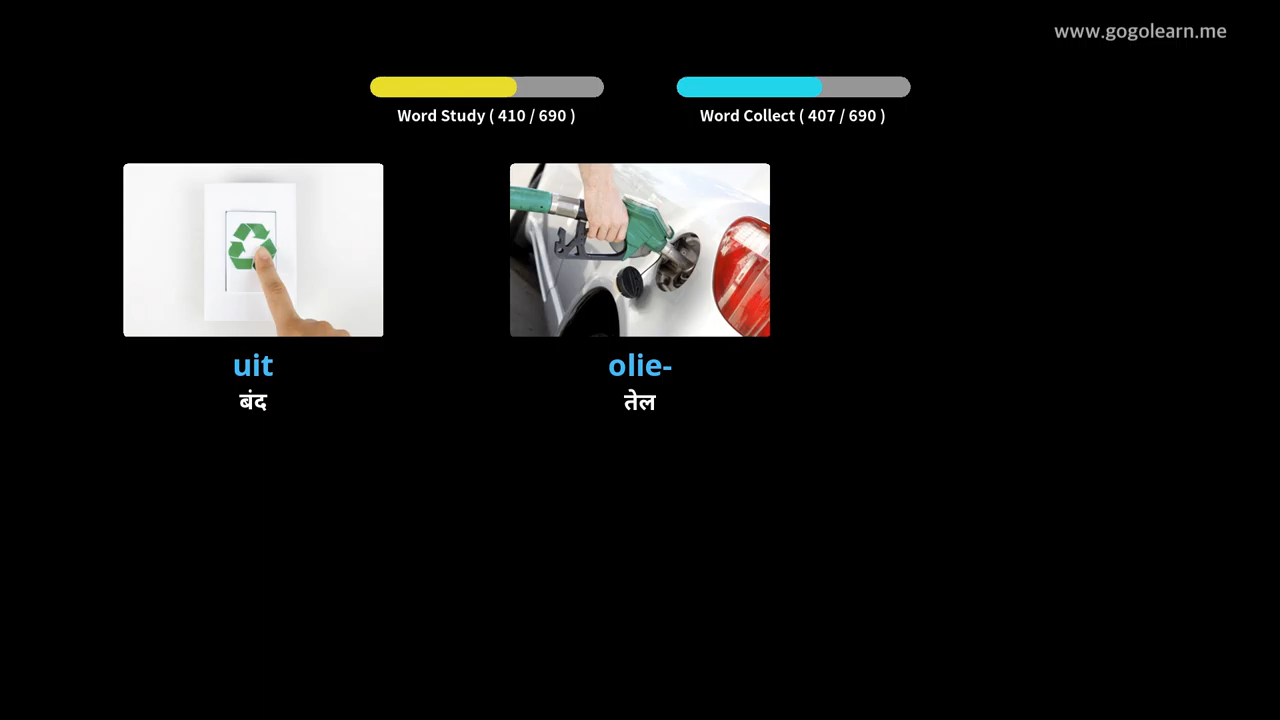 www.gogolearn.me
Word Study ( 410 / 690 )
Word Collect ( 407 / 690 )
uit
बंद
olie-
तेल